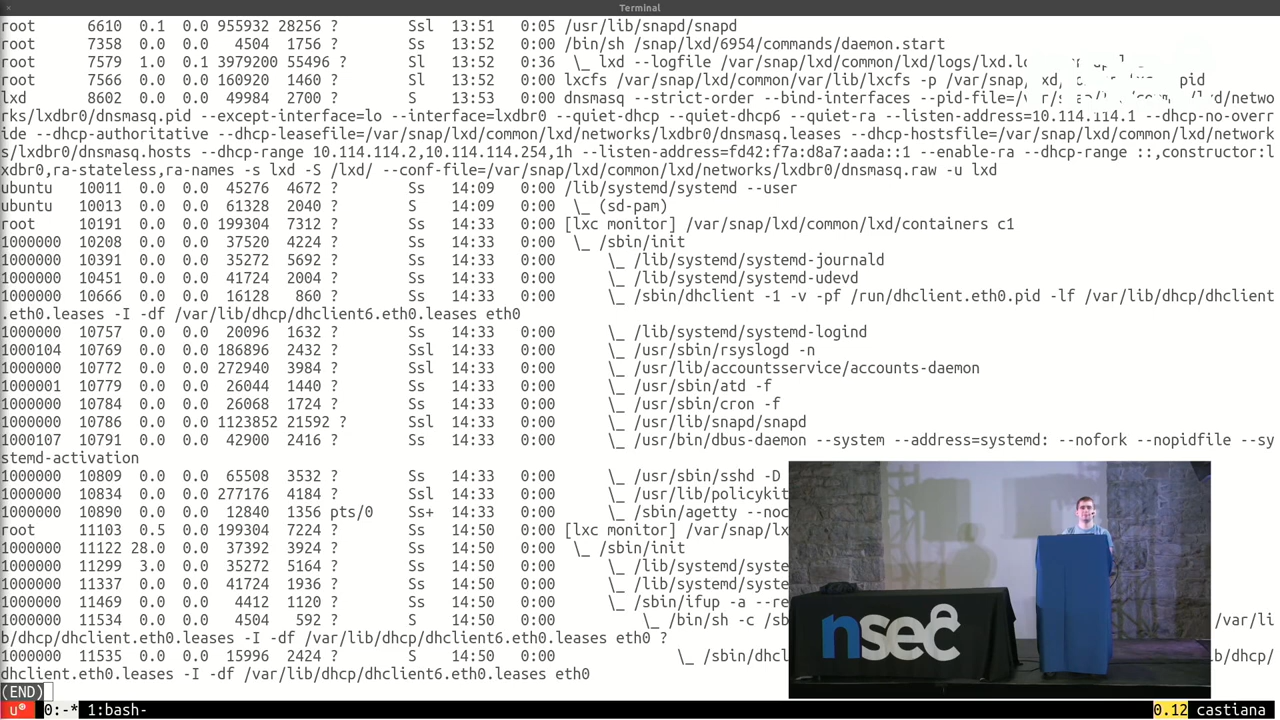 Terminal
root      6610  0.1  0.0 955932 28256 ?        Ssl  13:51   0:05 /usr/lib/snapd/snapd
root      7358  0.0  0.0   4504  1756 ?        Ss   13:52   0:00 /bin/sh /snap/lxd/6954/commands/daemon.start
root      7579  1.0  0.1 3979200 55496 ?       Sl   13:52   0:36  \_ lxd --logfile /var/snap/lxd/common/lxd/logs/lxd.lo
root      7566  0.0  0.0 160920  1460 ?        Sl   13:52   0:00 lxcfs /var/snap/lxd/common/var/lib/lxcfs -p /var/snap/ pid
lxd       8602  0.0  0.0  49984  2700 ?        S    13:53   0:00 dnsmasq --strict-order --bind-interfaces --pid-file=/
rks/lxdbr0/dnsmasq.pid --except-interface=lo --interface=lxdbr0 --quiet-dhcp --quiet-dhcp6 --quiet-ra --listen-address=10.114.114.1 --dhcp-no-overr
ide --dhcp-authoritative --dhcp-leasefile=/var/snap/lxd/common/lxd/networks/lxdbr0/dnsmasq.leases --dhcp-hostsfile=/var/snap/lxd/common/lxd/network
s/lxdbr0/dnsmasq.hosts --dhcp-range 10.114.114.2,10.114.114.254,1h --listen-address=fd42:f7a:d8a7:aada::1 --enable-ra --dhcp-range ::,constructor:l
xdbr0,ra-stateless,ra-names -s lxd -S /lxd/ --conf-file=/var/snap/lxd/common/lxd/networks/lxdbr0/dnsmasq.raw -u lxd
ubuntu   10011  0.0  0.0  45276  4672 ?        Ss   14:09   0:00 /lib/systemd/systemd --user
ubuntu   10013  0.0  0.0  61328  2040 ?        S    14:09   0:00  \_ (sd-pam)
root     10191  0.0  0.0 199304  7312 ?        Ss   14:33   0:00 [lxc monitor] /var/snap/lxd/common/lxd/containers c1
1000000  10208  0.0  0.0  37520  4224 ?        Ss   14:33   0:00  \_ /sbin/init
1000000  10391  0.0  0.0  35272  5692 ?        Ss   14:33   0:00      \_ /lib/systemd/systemd-journald
1000000  10451  0.0  0.0  41724  2004 ?        Ss   14:33   0:00      \_ /lib/systemd/systemd-udevd
1000000  10666  0.0  0.0  16128   860 ?        Ss   14:33   0:00      \_ /sbin/dhclient -1 -v -pf /run/dhclient.eth0.pid -lf /var/lib/dhcp/dhclient
.eth0.leases -I -df /var/lib/dhcp/dhclient6.eth0.leases eth0
1000000  10757  0.0  0.0  20096  1632 ?        Ss   14:33   0:00      \_ /lib/systemd/systemd-logind
1000104  10769  0.0  0.0 186896  2432 ?        Ssl  14:33   0:00      \_ /usr/sbin/rsyslogd -n
1000000  10772  0.0  0.0 272940  3984 ?        Ssl  14:33   0:00      \_ /usr/lib/accountsservice/accounts-daemon
1000001  10779  0.0  0.0  26044  1440 ?        Ss   14:33   0:00      \_ /usr/sbin/atd -f
1000000  10784  0.0  0.0  26068  1724 ?        Ss   14:33   0:00      \_ /usr/sbin/cron -f
1000000  10786  0.0  0.0 1123852 21592 ?       Ssl  14:33   0:00      \_ /usr/lib/snapd/snapd
1000107  10791  0.0  0.0  42900  2416 ?        Ss   14:33   0:00      \_ /usr/bin/dbus-daemon --system --address=systemd: --nofork --nopidfile --sy
stemd-activation
1000000  10809  0.0  0.0  65508  3532 ?        Ss   14:33   0:00      \_ /usr/sbin/sshd -D
1000000  10834  0.0  0.0 277176  4184 ?        Ssl  14:33   0:00      \_ /usr/lib/policykit
1000000  10890  0.0  0.0  12840  1356 pts/0    Ss+  14:33   0:00      \_ /sbin/agetty --noc
root     11103  0.5  0.0 199304  7224 ?        Ss   14:50   0:00 [lxc monitor] /var/snap/lx
1000000  11122 28.0  0.0  37392  3924 ?        Ss   14:50   0:00  \_ /sbin/init
1000000  11299  3.0  0.0  35272  5164 ?        Ss   14:50   0:00      \_ /lib/systemd/syste
1000000  11337  0.0  0.0  41724  1936 ?        Ss   14:50   0:00      \_ /lib/systemd/syste
1000000  11469  0.0  0.0   4412  1120 ?        Ss   14:50   0:00      \_ /sbin/ifup -a --re
1000000  11534  0.0  0.0   4504   592 ?        S    14:50   0:00          \_ /bin/sh -c /sb /var/li
b/dhcp/dhclient.eth0.leases -I -df /var/lib/dhcp/dhclient6.eth0.leases eth0 ?
1000000  11535  0.0  0.0  15996  2424 ?        S    14:50   0:00              \_ /sbin/dhcl b/dhcp/
dhclient.eth0.leases -I -df /var/lib/dhcp/dhclient6.eth0.leases eth0
(END)
nsec
u 0:-* 1:bash- 0.12 castiana